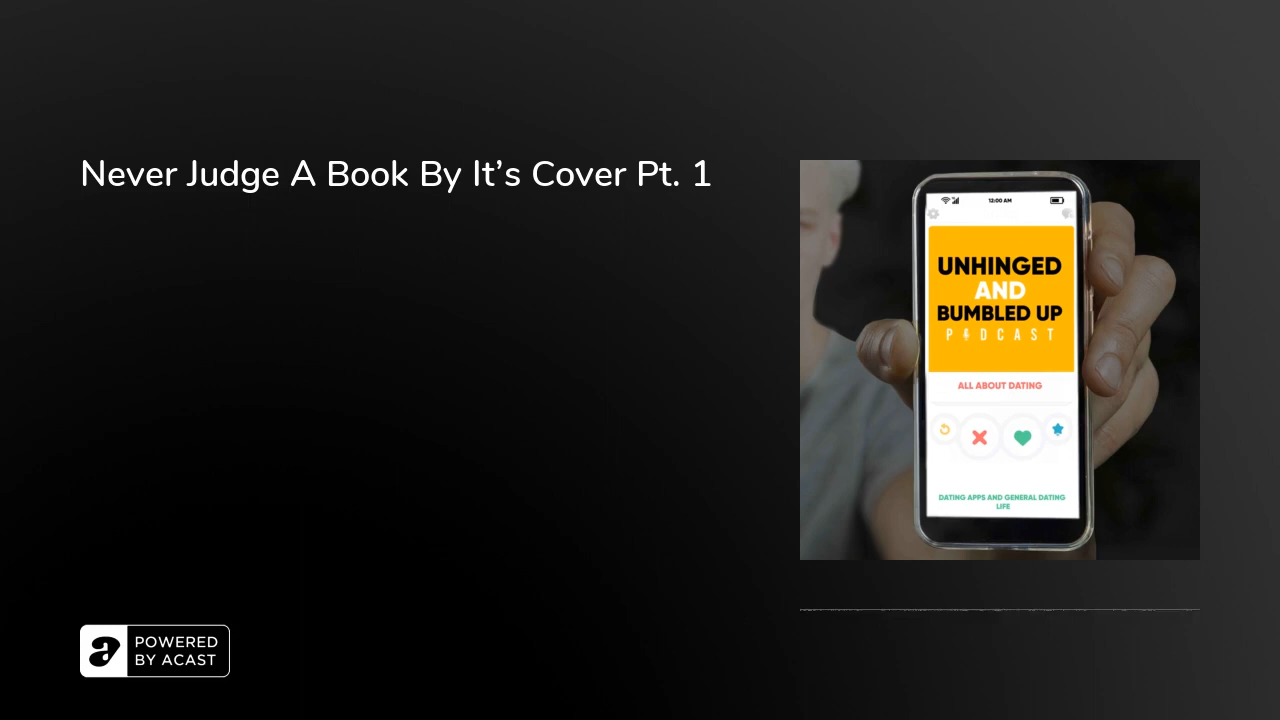 Never Judge A Book By It’s Cover Pt. 1
12:00 AM
UNHINGED
AND
BUMBLED UP
PODCAST
ALL ABOUT DATING
DATING APPS AND GENERAL DATING
LIFE
POWERED
BY ACAST